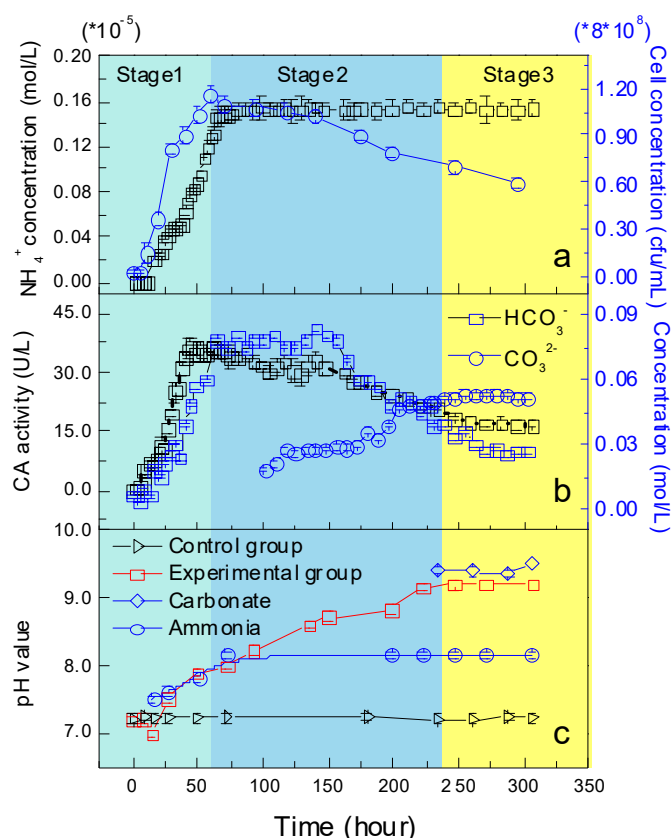 (*10^-5) (*8*10^8)
Stage1 Stage2 Stage3
NH₄⁺ concentration (mol/L)
0.20
0.16
0.12
0.08
0.04
0.00
Cell concentration (cfu/mL)
1.20
0.90
0.60
0.30
0.00
a
CA activity (U/L)
45.0
30.0
15.0
0.0
HCO₃⁻
CO₃²⁻
Concentration (mol/L)
0.09
0.06
0.03
0.00
b
pH value
10.0
9.0
8.0
7.0
Control group
Experimental group
Carbonate
Ammonia
c
0 50 100 150 200 250 300 350
Time (hour)